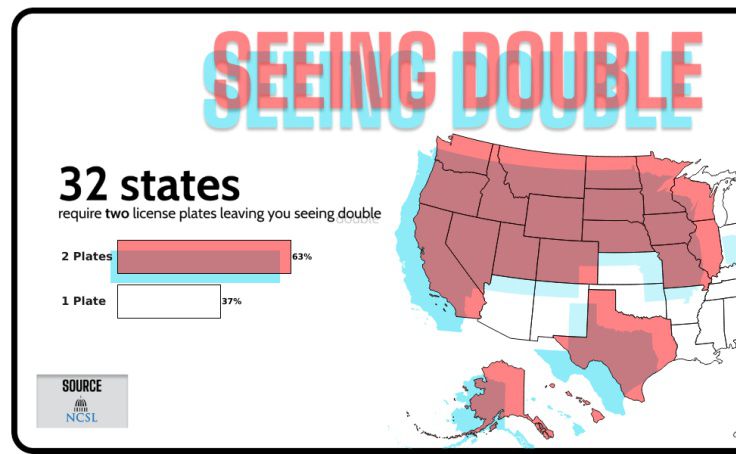 SEEING DOUBLE
32 states
require two license plates leaving you seeing double
2 Plates 63%
1 Plate 37%
SOURCE
NCSL